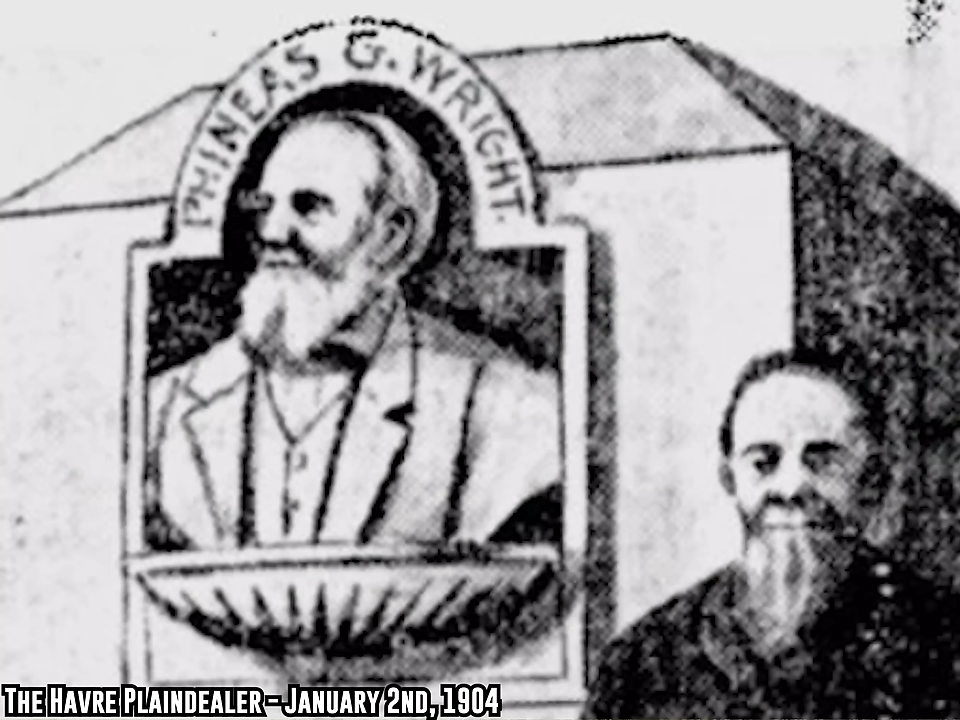 PHINEAS G. WRIGHT.
THE HAVRE PLAINDEALER - JANUARY 2ND, 1904